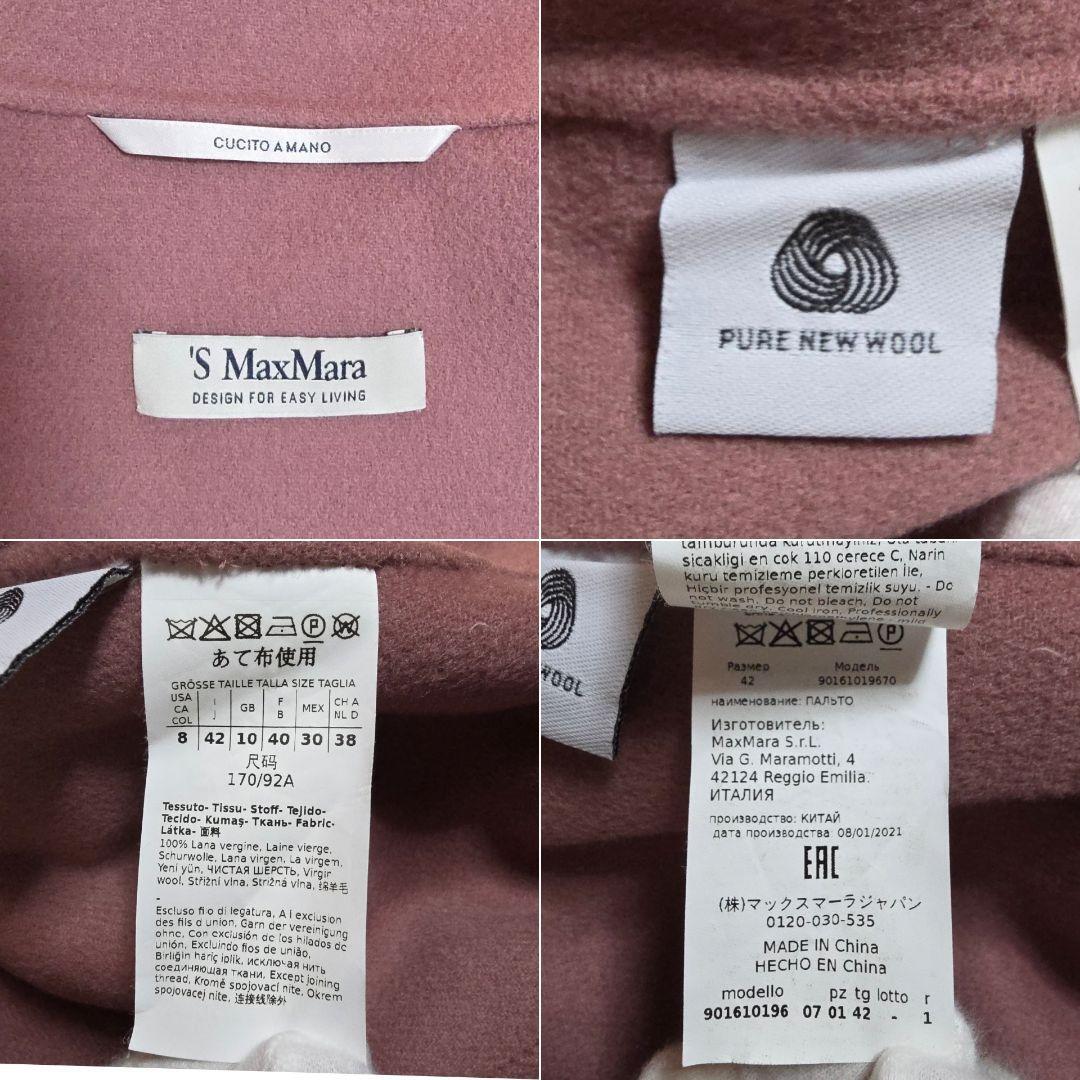 CUCITO A MANO
'S MaxMara
DESIGN FOR EASY LIVING
PURE NEW WOOL
あて布使用
GRÖSSE TAILLE TALLA SIZE TAGLIA
USA CA COL I J GB F B MEX CH A NL D
8 42 10 40 30 38
尺码
170/92A
Tessuto- Tissu- Stoff- Tejido-
Tecido- Kumaş- Ткань- Fabric-
Látka- 面料
100% Lana vergine, Laine vierge,
Schurwolle, Lana virgen, La virgem,
Yeni yün, ЧИСТАЯ ШЕРСТЬ, Virgin
wool, Střižní vlna, Strižná vlna, 绵羊毛
-
Escluso filo di legatura, A l exclusion
des fils d union, Garn der vereinigung
ohne, Con exclusión de los hilados de
unión, Excluindo fios de união,
Birliğin hariç iplik, исключая нить
соединяющая ткани, Except joining
thread, Kromě spojovací nite, Okrem
spojovacej nite, 连接线除外
WOOL
sicakligi en cok 110 cerece C, Narin
kuru temizleme perkloretilen İle,
Hiçbir profesyonel temizlik suyu. - Do
not wash, Do not bleach, Do not
tumble dry, Cool iron, Professionally
Размер Модель
42 90161019670
наименование: ПАЛЬТО
Изготовитель:
MaxMara S.r.L.
Via G. Maramotti, 4
42124 Reggio Emilia.
ИТАЛИЯ
производство: КИТАЙ
дата производства: 08/01/2021
EAC
(株)マックスマーラジャパン
0120-030-535
MADE IN China
HECHO EN China
modello pz tg lotto r
901610196 07 01 42 - 1